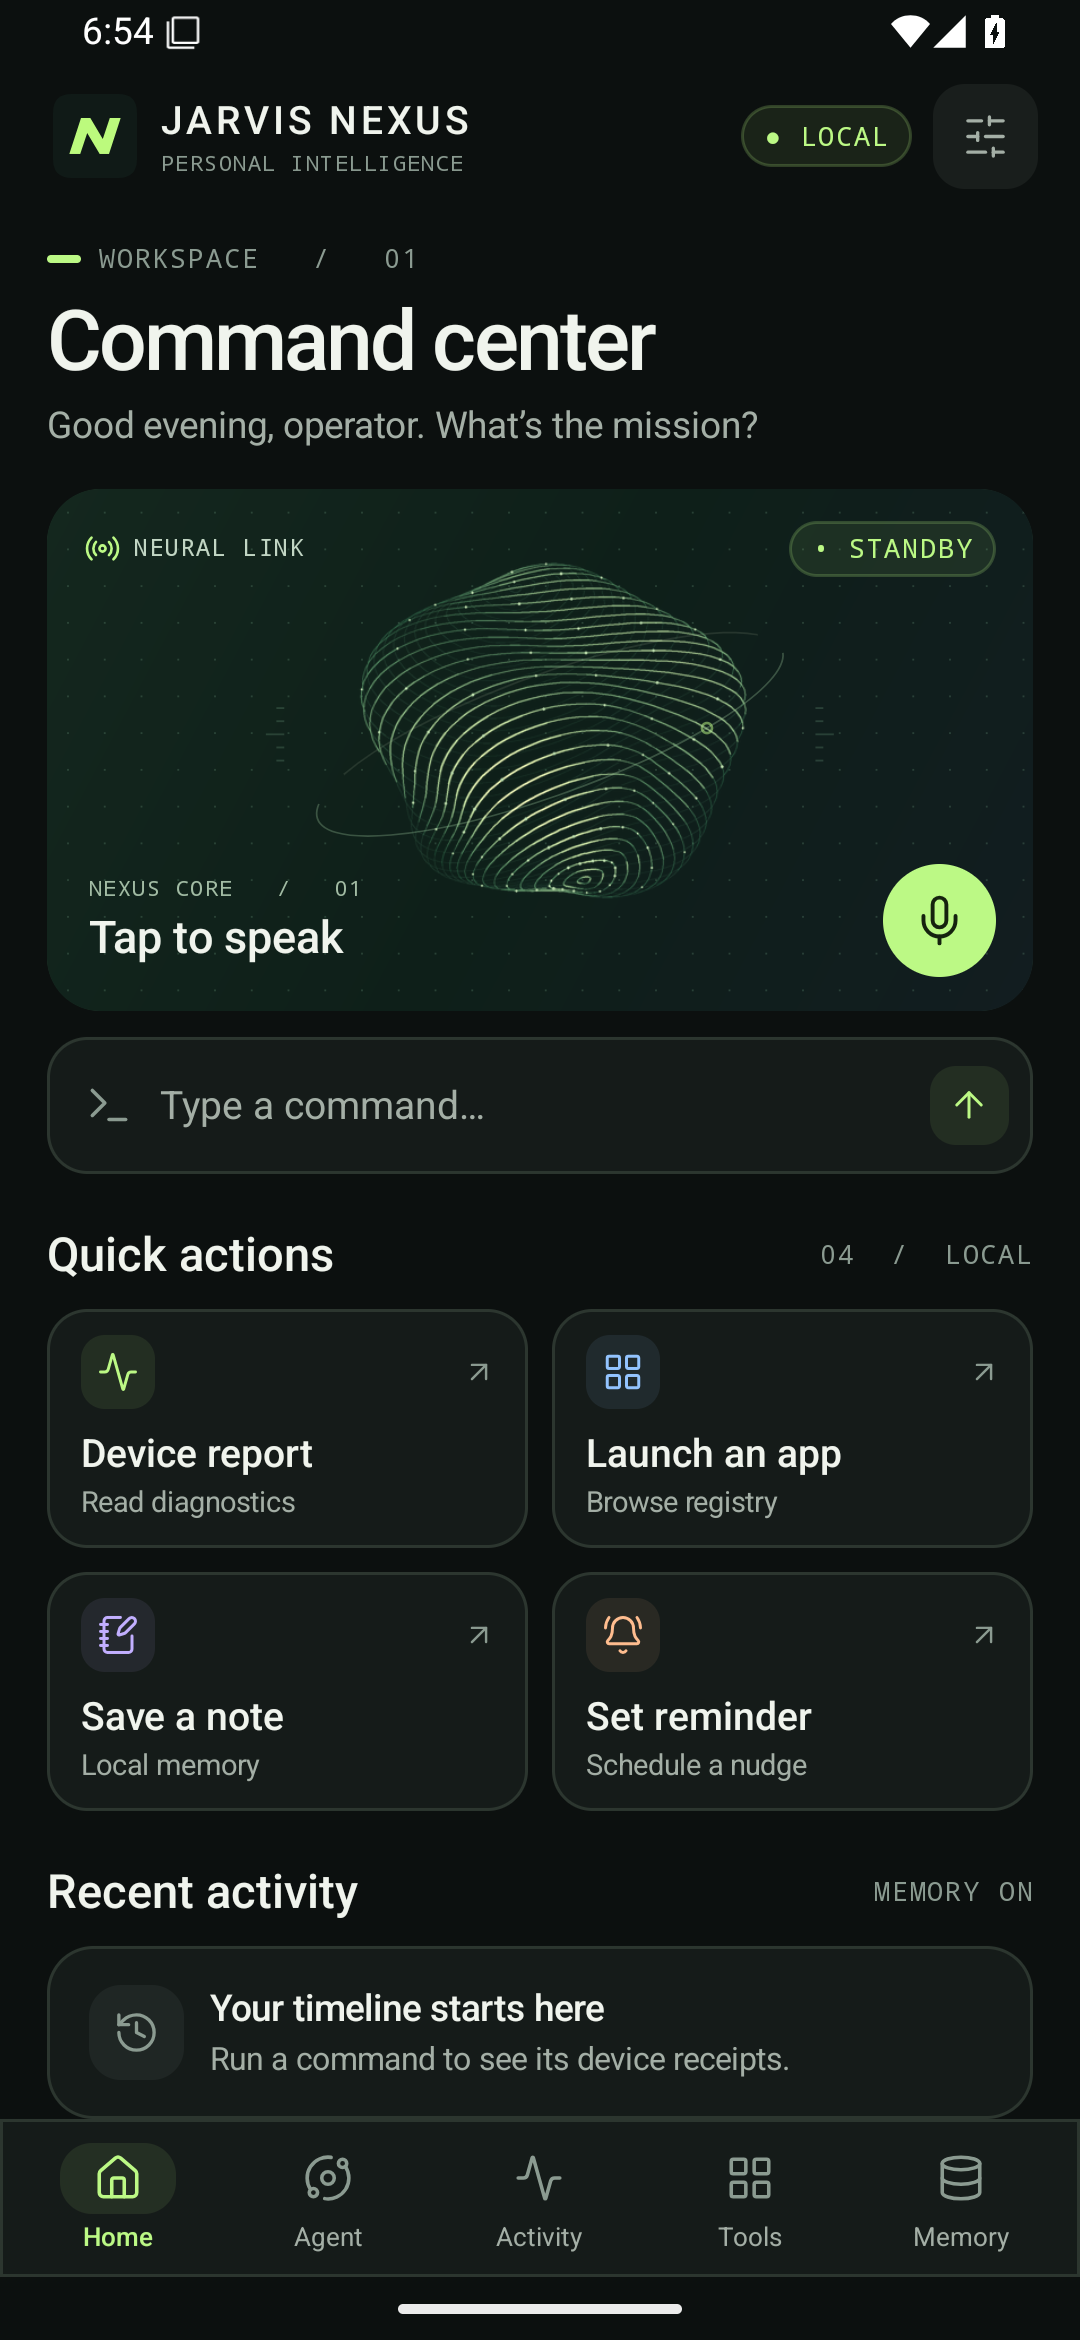 6:54
JARVIS NEXUS
PERSONAL INTELLIGENCE
LOCAL
WORKSPACE / 01
Command center
Good evening, operator. What’s the mission?
NEURAL LINK
STANDBY
NEXUS CORE / 01
Tap to speak
Type a command…
Quick actions
04 / LOCAL
Device report
Read diagnostics
Launch an app
Browse registry
Save a note
Local memory
Set reminder
Schedule a nudge
Recent activity
MEMORY ON
Your timeline starts here
Run a command to see its device receipts.
Home
Agent
Activity
Tools
Memory